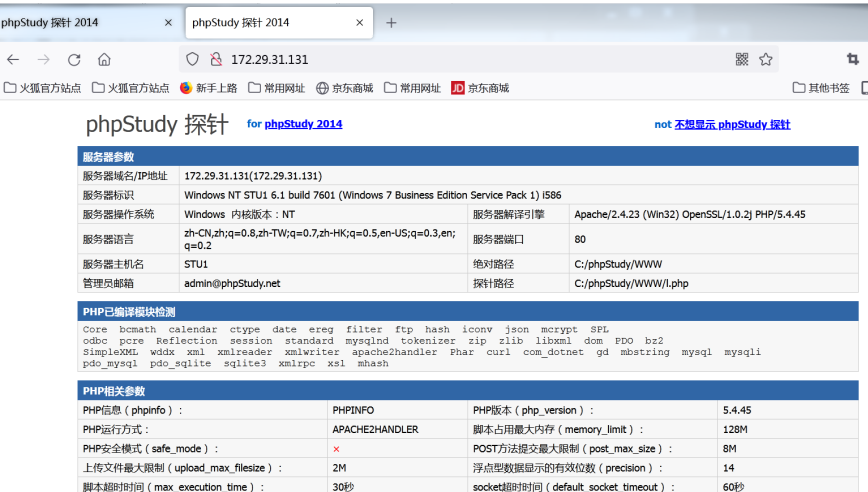 phpStudy 探针 2014 × phpStudy 探针 2014 × +
172.29.31.131
火狐官方站点 火狐官方站点 新手上路 常用网址 京东商城 常用网址 JD 京东商城 其他书签
phpStudy 探针 for phpStudy 2014 not 不想显示 phpStudy 探针
服务器参数
服务器域名/IP地址 172.29.31.131(172.29.31.131)
服务器标识 Windows NT STU1 6.1 build 7601 (Windows 7 Business Edition Service Pack 1) i586
服务器操作系统 Windows 内核版本：NT 服务器解译引擎 Apache/2.4.23 (Win32) OpenSSL/1.0.2j PHP/5.4.45
服务器语言 zh-CN,zh;q=0.8,zh-TW;q=0.7,zh-HK;q=0.5,en-US;q=0.3,en;
q=0.2 服务器端口 80
服务器主机名 STU1 绝对路径 C:/phpStudy/WWW
管理员邮箱 admin@phpStudy.net 探针路径 C:/phpStudy/WWW/l.php
PHP已编译模块检测
Core bcmath calendar ctype date ereg filter ftp hash iconv json mcrypt SPL
odbc pcre Reflection session standard mysqlnd tokenizer zip zlib libxml dom PDO bz2
SimpleXML wddx xml xmlreader xmlwriter apache2handler Phar curl com_dotnet gd mbstring mysql mysqli
pdo_mysql pdo_sqlite sqlite3 xmlrpc xsl mhash
PHP相关参数
PHP信息（phpinfo）： PHPINFO PHP版本（php_version）： 5.4.45
PHP运行方式： APACHE2HANDLER 脚本占用最大内存（memory_limit）： 128M
PHP安全模式（safe_mode）： × POST方法提交最大限制（post_max_size）： 8M
上传文件最大限制（upload_max_filesize）： 2M 浮点型数据显示的有效位数（precision）： 14
脚本超时时间（max_execution_time）： 30秒 socket超时时间（default_socket_timeout）： 60秒